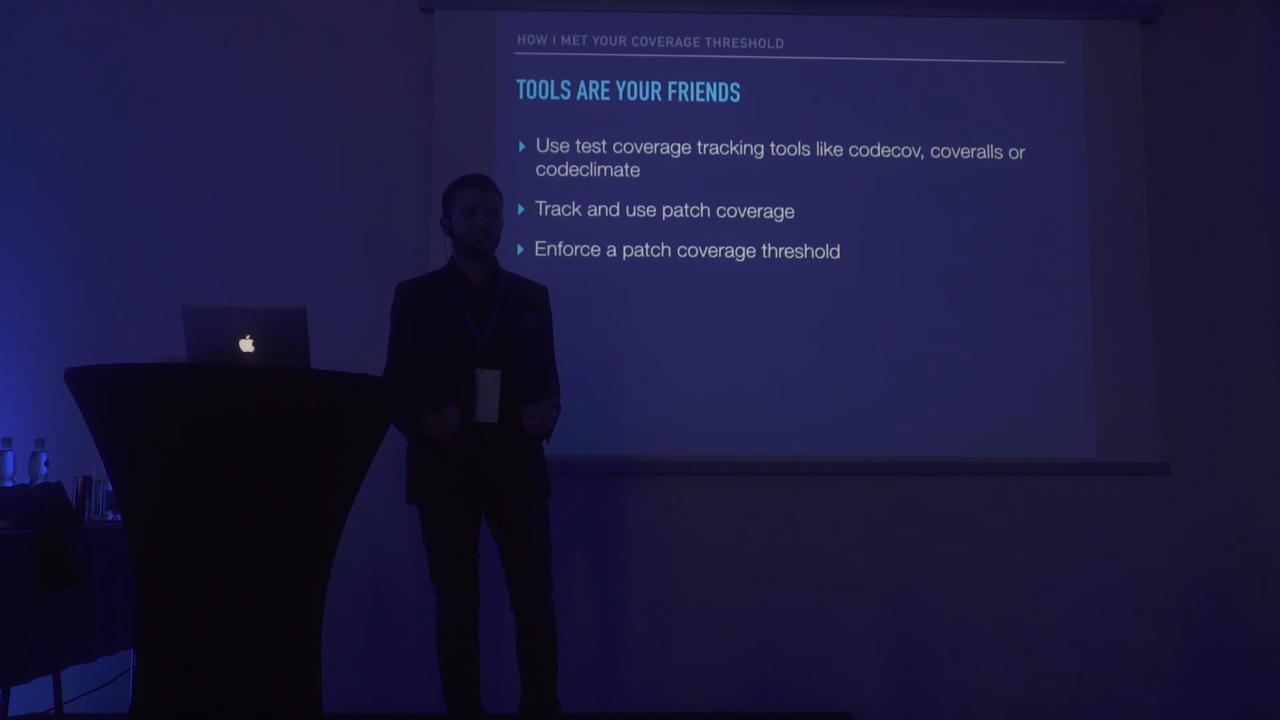 HOW I MET YOUR COVERAGE THRESHOLD
TOOLS ARE YOUR FRIENDS
Use test coverage tracking tools like codecov, coveralls or
codeclimate
Track and use patch coverage
Enforce a patch coverage threshold